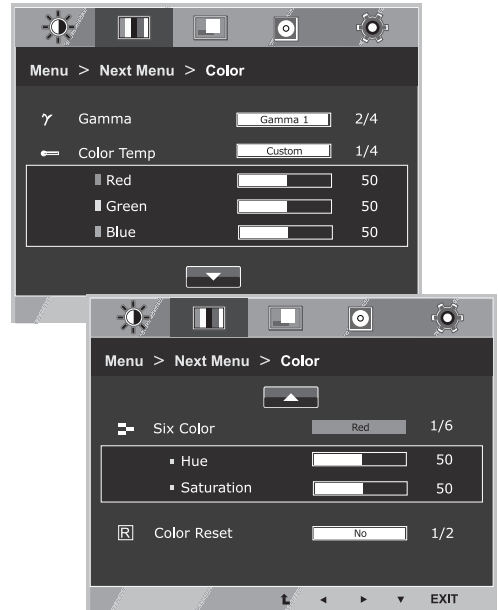 Menu > Next Menu > Color
γ Gamma Gamma 1 2/4
Color Temp Custom 1/4
Red 50
Green 50
Blue 50
Menu > Next Menu > Color
Six Color Red 1/6
Hue 50
Saturation 50
R Color Reset No 1/2
EXIT